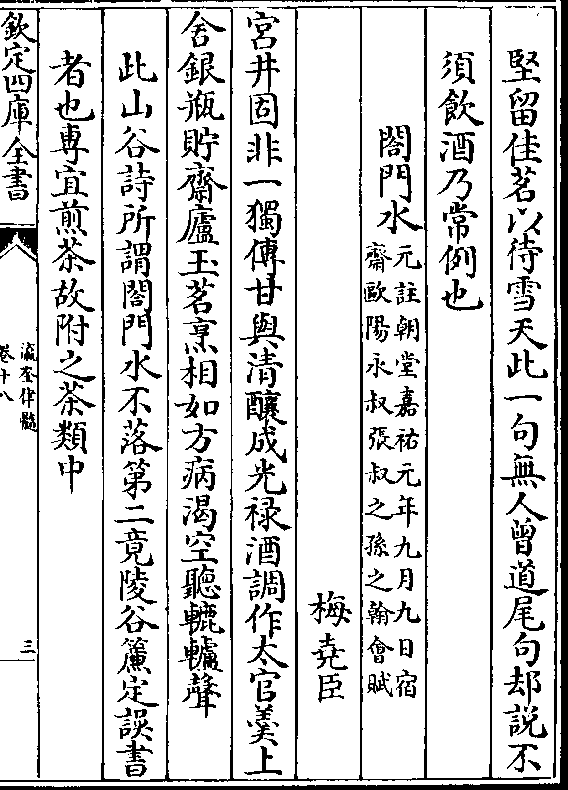 堅留佳茗以待雪天此一句無人曾道尾句却説不
須飲酒乃常例也
閤門水
元註朝堂嘉祐元年九月九日宿
齋歐陽永叔張叔之孫之翰會賦
梅堯臣
宮井固非一獨傳甘與清釀成光禄酒調作太官羮上
舍銀瓶貯齋廬玉茗烹相如方病渴空聽轆轤聲
此山谷詩所謂閤門水不落第二竟陵谷簾定誤書
者也専宜煎茶故附之茶類中
欽定四庫全書
瀛奎律髓
卷十八
三